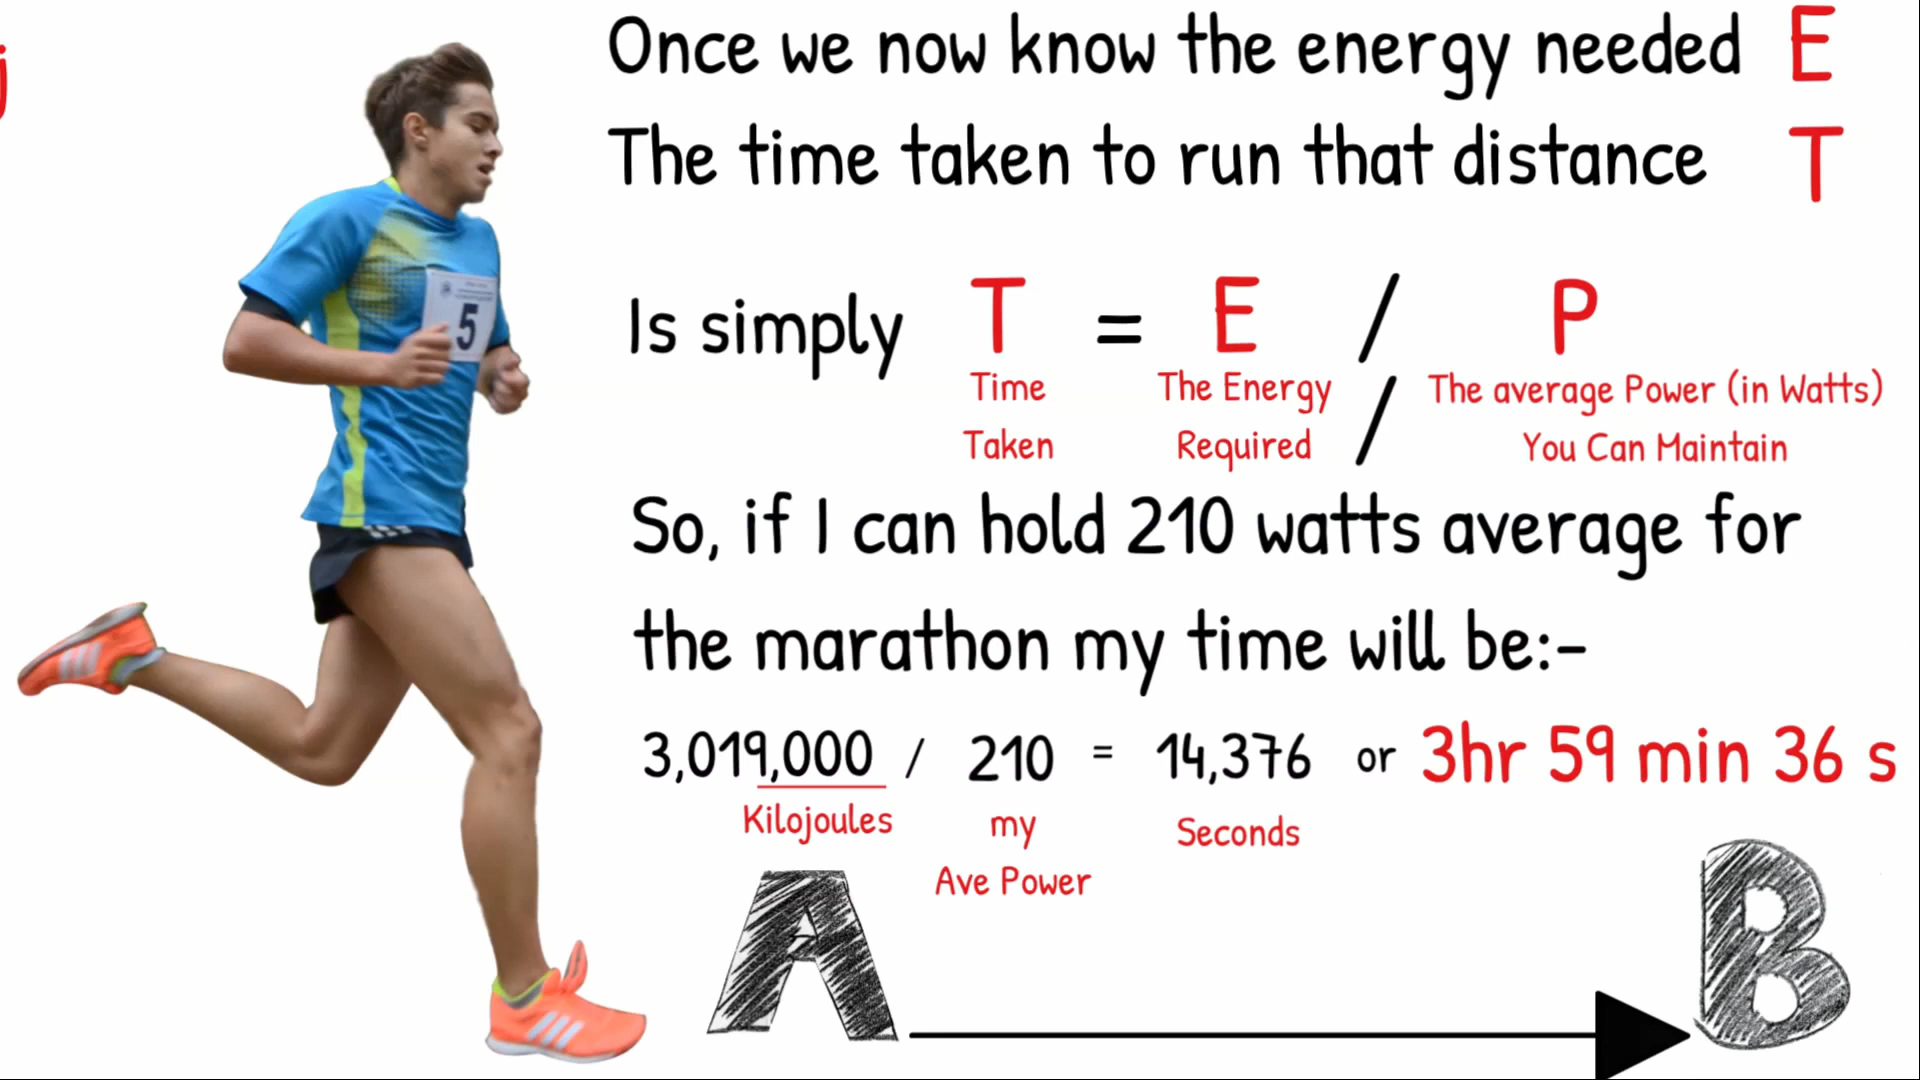 j
Once we now know the energy needed E
The time taken to run that distance T
Is simply T = E / P
Time The Energy / The average Power (in Watts)
Taken Required You Can Maintain
So, if I can hold 210 watts average for
the marathon my time will be:-
3,019,000 / 210 = 14,376 or 3hr 59 min 36 s
Kilojoules my Seconds
Ave Power
A B
5